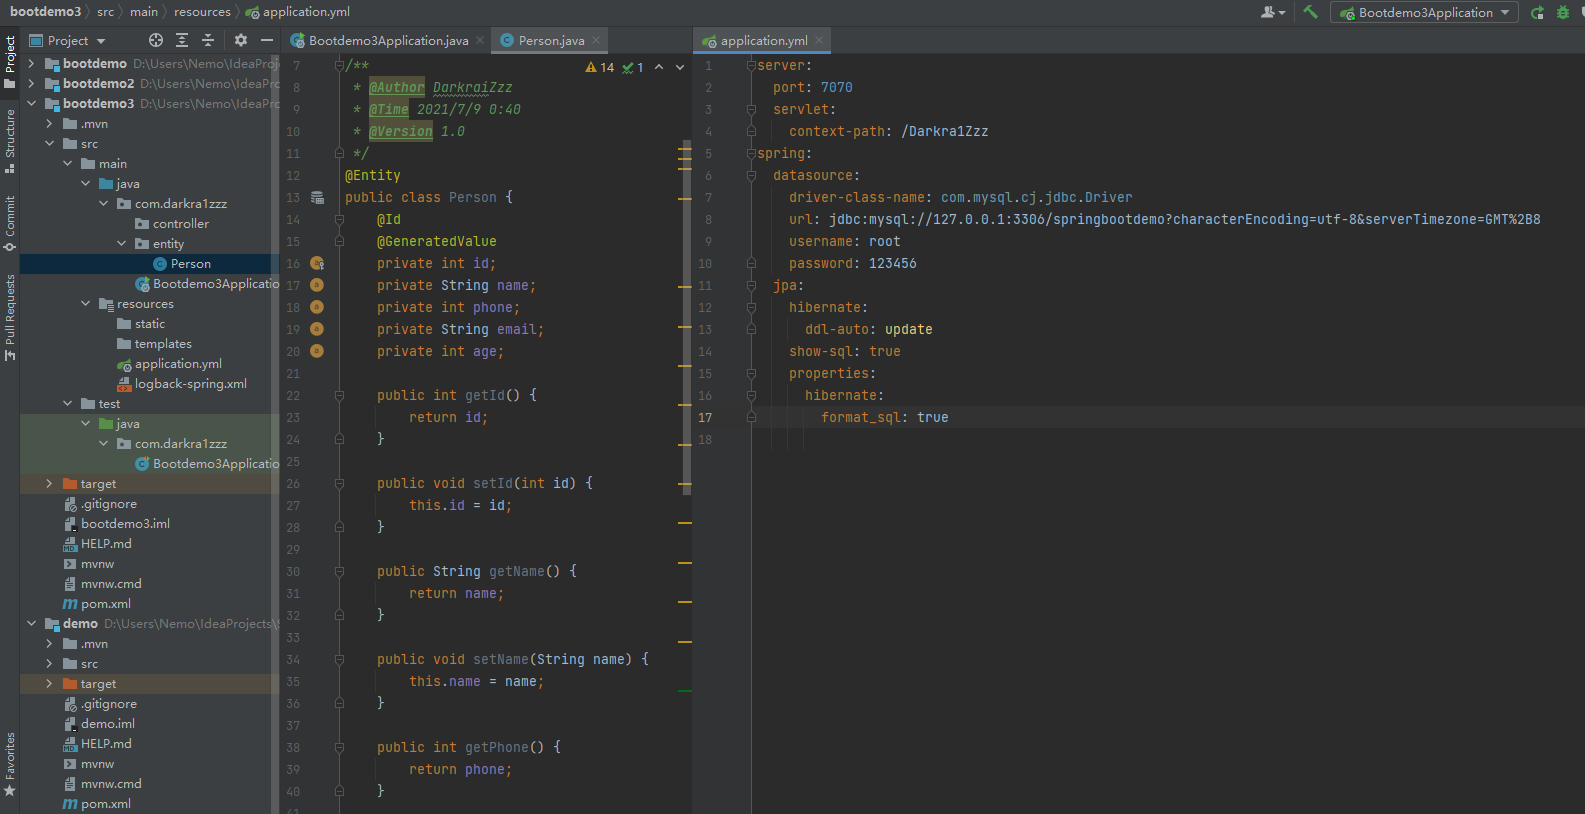 bootdemo3 src main resources application.yml
Bootdemo3Application
Project
Structure
Commit
Pull Requests
Favorites
Project
bootdemo D:\Users\Nemo\IdeaProj
bootdemo2 D:\Users\Nemo\IdeaPr
bootdemo3 D:\Users\Nemo\IdeaPr
.mvn
src
main
java
com.darkra1zzz
controller
entity
Person
Bootdemo3Applicatio
resources
static
templates
application.yml
logback-spring.xml
test
java
com.darkra1zzz
Bootdemo3Applicatio
target
.gitignore
bootdemo3.iml
HELP.md
mvnw
mvnw.cmd
pom.xml
demo D:\Users\Nemo\IdeaProjects\
.mvn
src
target
.gitignore
demo.iml
HELP.md
mvnw
mvnw.cmd
pom.xml
Bootdemo3Application.java Person.java
14 1
7 /**
8 * @Author DarkraiZzz
9 * @Time 2021/7/9 0:40
10 * @Version 1.0
11 */
12 @Entity
13 public class Person {
14 @Id
15 @GeneratedValue
16 private int id;
17 private String name;
18 private int phone;
19 private String email;
20 private int age;
21
22 public int getId() {
23 return id;
24 }
25
26 public void setId(int id) {
27 this.id = id;
28 }
29
30 public String getName() {
31 return name;
32 }
33
34 public void setName(String name) {
35 this.name = name;
36 }
37
38 public int getPhone() {
39 return phone;
40 }
application.yml
1 server:
2 port: 7070
3 servlet:
4 context-path: /Darkra1Zzz
5 spring:
6 datasource:
7 driver-class-name: com.mysql.cj.jdbc.Driver
8 url: jdbc:mysql://127.0.0.1:3306/springbootdemo?characterEncoding=utf-8&serverTimezone=GMT%2B8
9 username: root
10 password: 123456
11 jpa:
12 hibernate:
13 ddl-auto: update
14 show-sql: true
15 properties:
16 hibernate:
17 format_sql: true
18